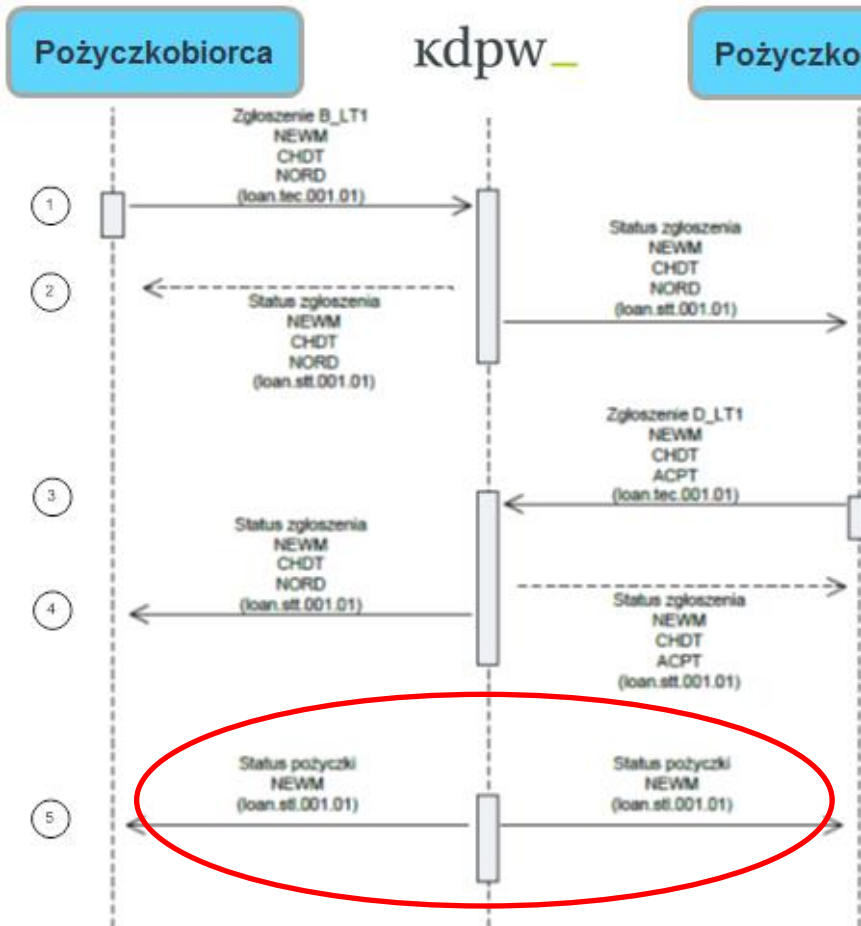 Pożyczkobiorca
kdpw_
Pożyczko
Zgłoszenie B_LT1
NEWM
CHDT
NORD
(loan.tec.001.01)
1
Status zgłoszenia
NEWM
CHDT
NORD
(loan.stt.001.01)
2
Status zgłoszenia
NEWM
CHDT
NORD
(loan.stt.001.01)
Zgłoszenie D_LT1
NEWM
CHDT
ACPT
(loan.tec.001.01)
3
Status zgłoszenia
NEWM
CHDT
NORD
(loan.stt.001.01)
4
Status zgłoszenia
NEWM
CHDT
ACPT
(loan.stt.001.01)
Status pożyczki
NEWM
(loan.stl.001.01)
Status pożyczki
NEWM
(loan.stl.001.01)
5